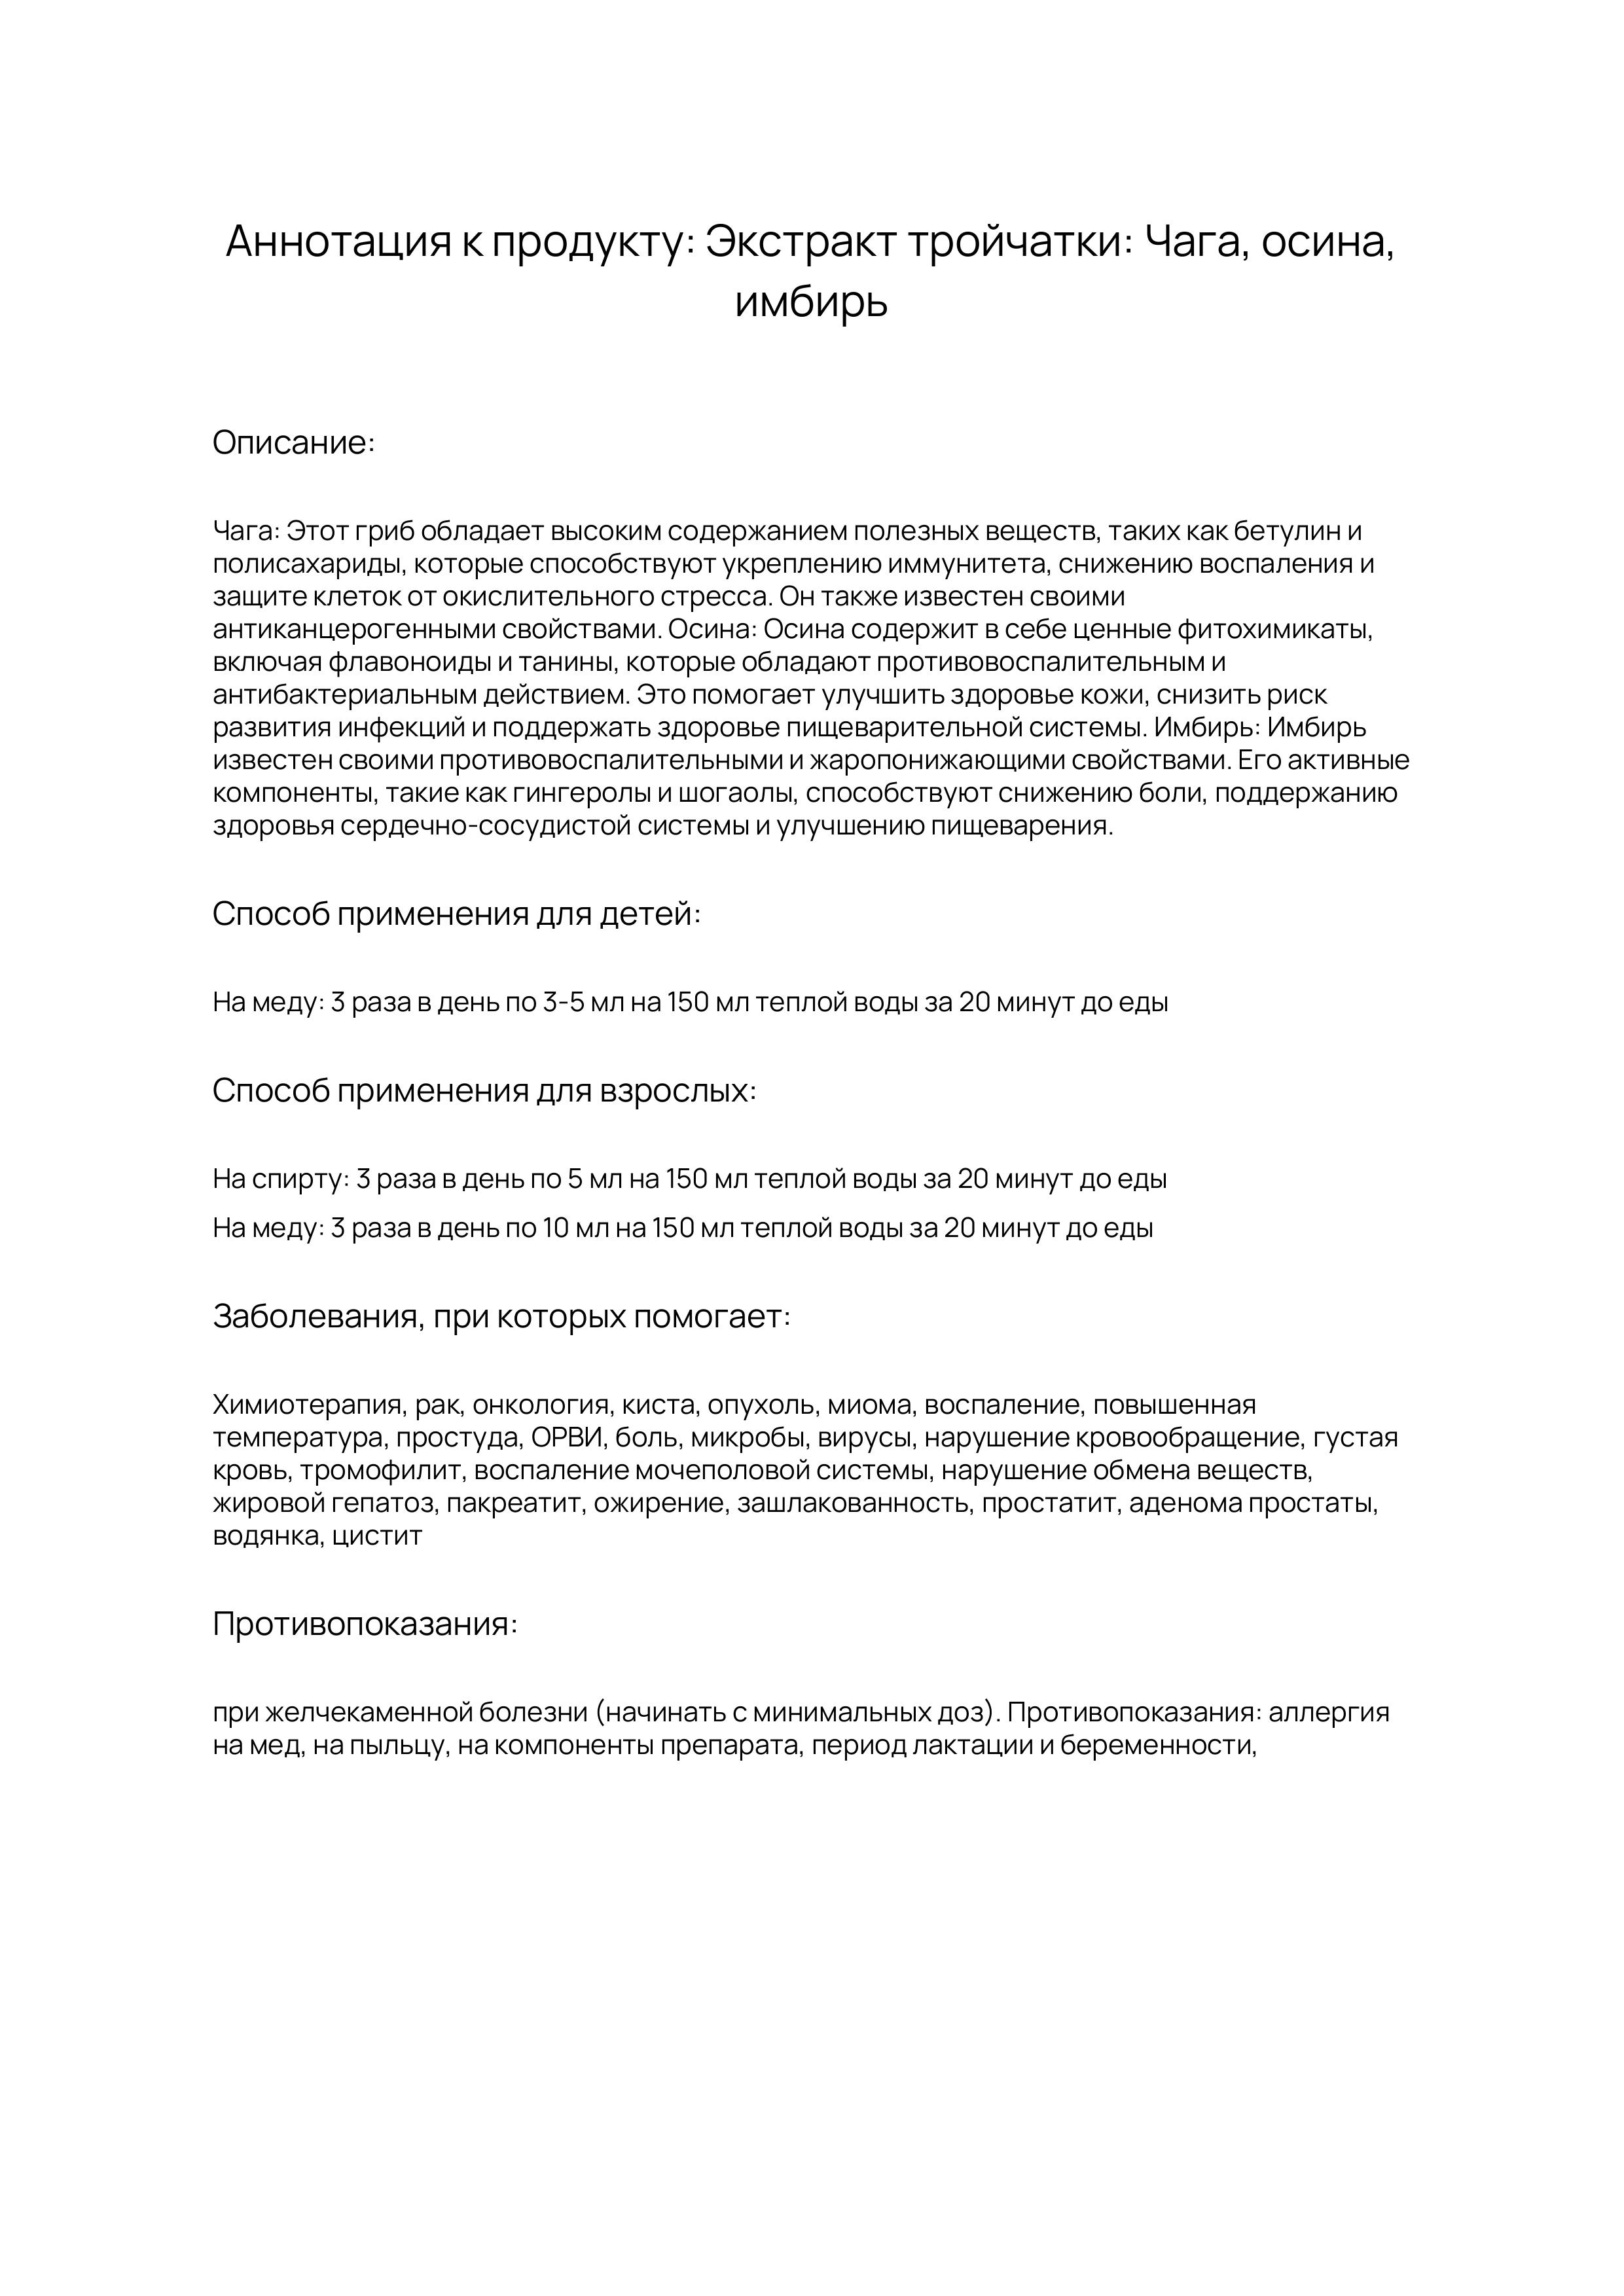 Аннотация к продукту: Экстракт тройчатки: Чага, осина,
имбирь
Описание:
Чага: Этот гриб обладает высоким содержанием полезных веществ, таких как бетулин и
полисахариды, которые способствуют укреплению иммунитета, снижению воспаления и
защите клеток от окислительного стресса. Он также известен своими
антиканцерогенными свойствами. Осина: Осина содержит в себе ценные фитохимикаты,
включая флавоноиды и танины, которые обладают противовоспалительным и
антибактериальным действием. Это помогает улучшить здоровье кожи, снизить риск
развития инфекций и поддержать здоровье пищеварительной системы. Имбирь: Имбирь
известен своими противовоспалительными и жаропонижающими свойствами. Его активные
компоненты, такие как гингеролы и шогаолы, способствуют снижению боли, поддержанию
здоровья сердечно-сосудистой системы и улучшению пищеварения.
Способ применения для детей:
На меду: 3 раза в день по 3-5 мл на 150 мл теплой воды за 20 минут до еды
Способ применения для взрослых:
На спирту: 3 раза в день по 5 мл на 150 мл теплой воды за 20 минут до еды
На меду: 3 раза в день по 10 мл на 150 мл теплой воды за 20 минут до еды
Заболевания, при которых помогает:
Химиотерапия, рак, онкология, киста, опухоль, миома, воспаление, повышенная
температура, простуда, ОРВИ, боль, микробы, вирусы, нарушение кровообращение, густая
кровь, тромофилит, воспаление мочеполовой системы, нарушение обмена веществ,
жировой гепатоз, пакреатит, ожирение, зашлакованность, простатит, аденома простаты,
водянка, цистит
Противопоказания:
при желчекаменной болезни (начинать с минимальных доз). Противопоказания: аллергия
на мед, на пыльцу, на компоненты препарата, период лактации и беременности,